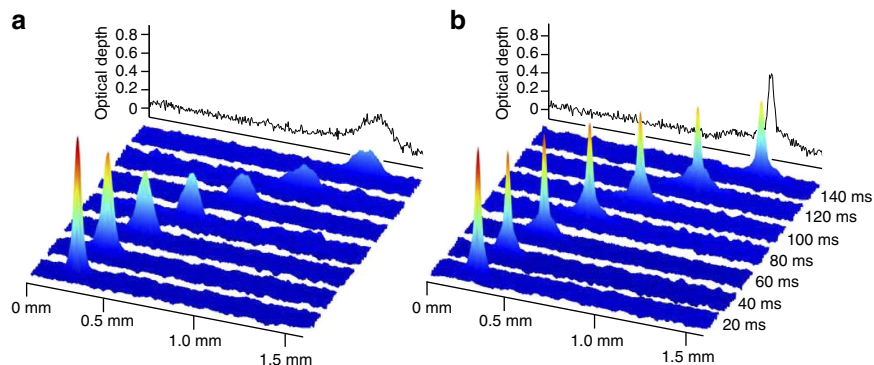 a
Optical depth
0.8
0.6
0.4
0.2
0
0 mm
0.5 mm
1.0 mm
1.5 mm
b
Optical depth
0.8
0.6
0.4
0.2
0
140 ms
120 ms
100 ms
80 ms
60 ms
40 ms
20 ms
0 mm
0.5 mm
1.0 mm
1.5 mm